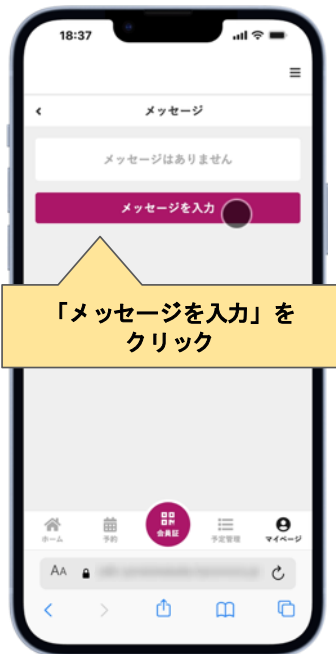 18:37
メッセージ
メッセージはありません
メッセージを入力
「メッセージを入力」を
クリック
ホーム
予約
会員証
予定管理
マイページ
AA